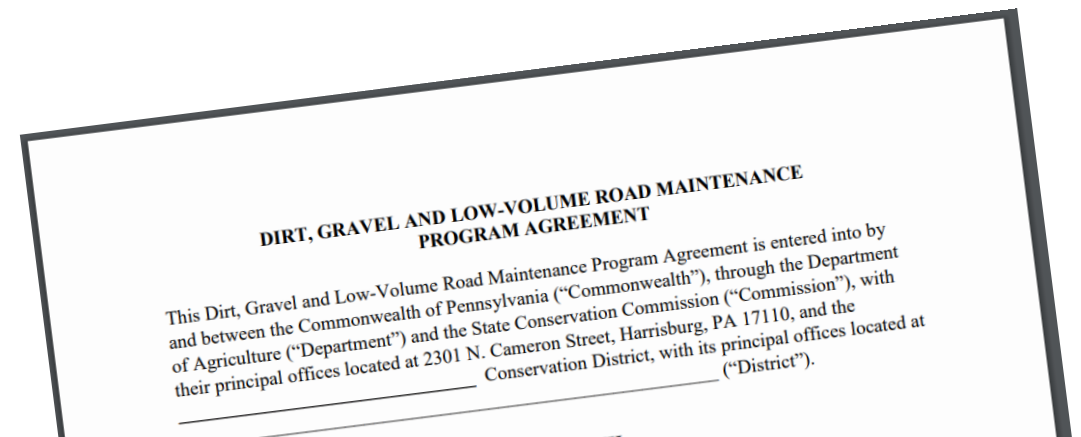 DIRT, GRAVEL AND LOW-VOLUME ROAD MAINTENANCE
PROGRAM AGREEMENT
This Dirt, Gravel and Low-Volume Road Maintenance Program Agreement is entered into by
and between the Commonwealth of Pennsylvania (“Commonwealth”), through the Department
of Agriculture (“Department”) and the State Conservation Commission (“Commission”), with
their principal offices located at 2301 N. Cameron Street, Harrisburg, PA 17110, and the
____________________ Conservation District, with its principal offices located at
____________________ (“District”).